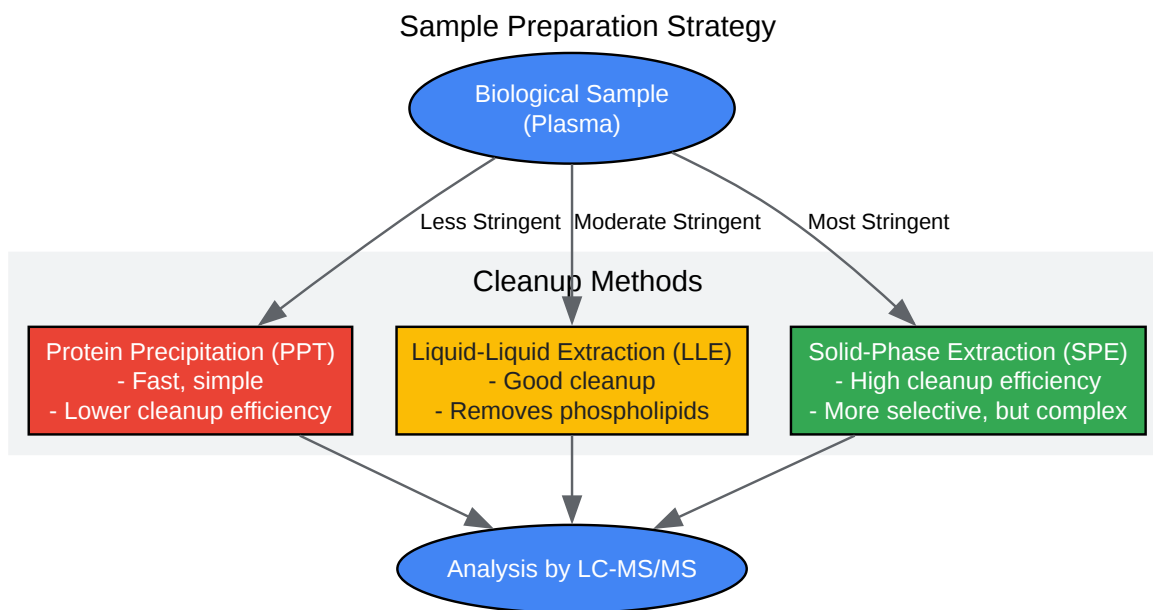 Sample Preparation Strategy
Biological Sample
(Plasma)
Less Stringent
Moderate Stringent
Most Stringent
Cleanup Methods
Protein Precipitation (PPT)
- Fast, simple
- Lower cleanup efficiency
Liquid-Liquid Extraction (LLE)
- Good cleanup
- Removes phospholipids
Solid-Phase Extraction (SPE)
- High cleanup efficiency
- More selective, but complex
Analysis by LC-MS/MS